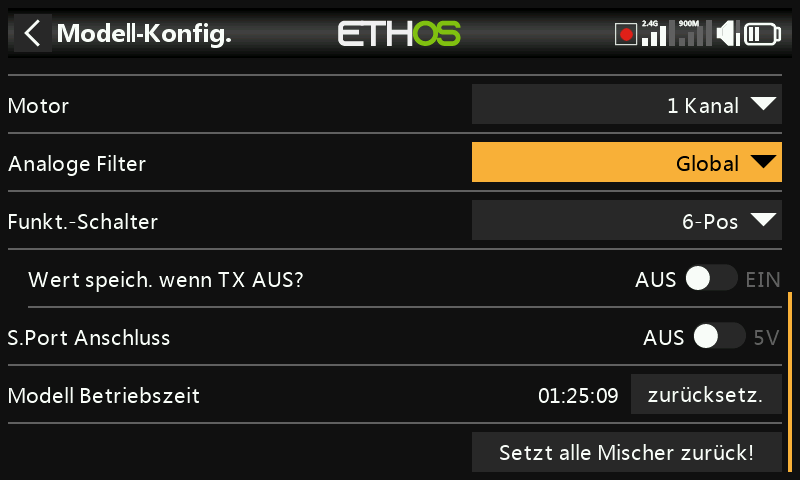 Modell-Konfig. ETHOS 2.4G 900M
Motor 1 Kanal
Analoge Filter Global
Funkt.-Schalter 6-Pos
Wert speich. wenn TX AUS? AUS EIN
S.Port Anschluss AUS 5V
Modell Betriebszeit 01:25:09 zurücksetz.
Setzt alle Mischer zurück!